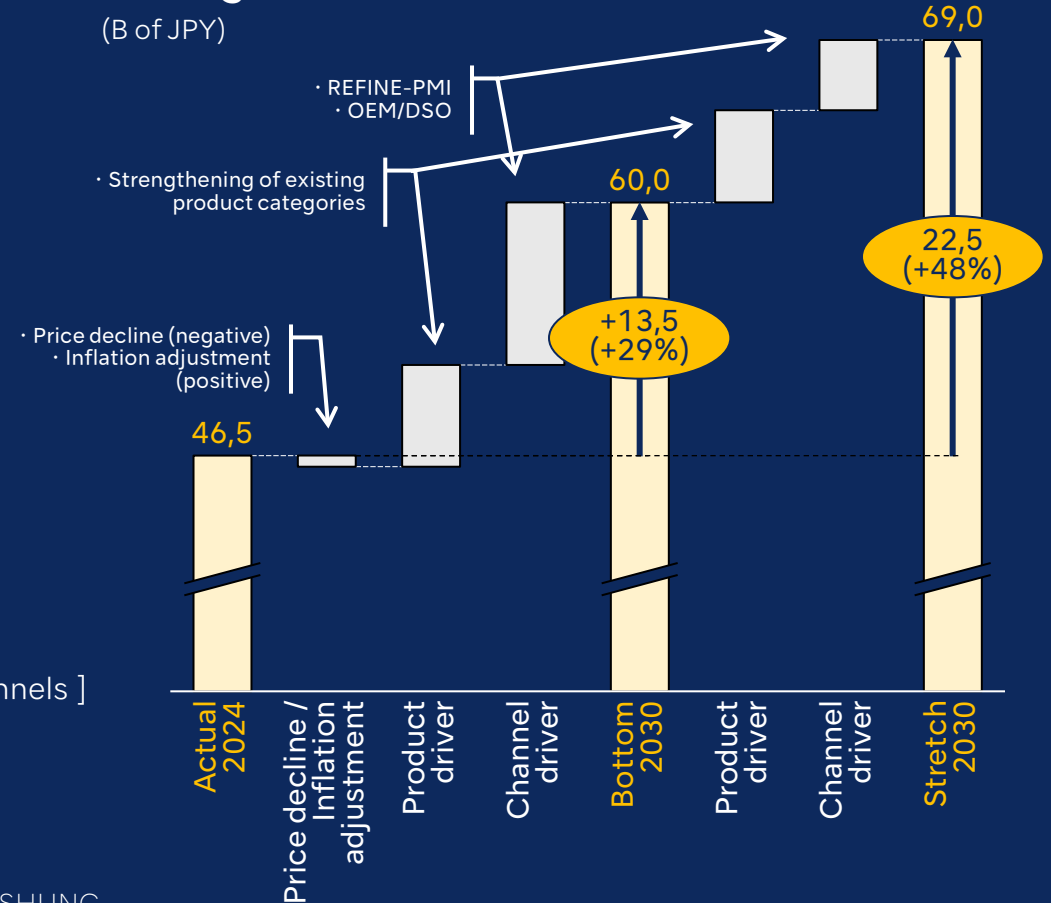 (B of JPY)
69,0
· REFINE-PMI
· OEM/DSO
· Strengthening of existing
product categories
60,0
22,5
(+48%)
+13,5
(+29%)
· Price decline (negative)
· Inflation adjustment
(positive)
46,5
nnels ]
Actual
2024
Price decline /
Inflation
adjustment
Product
driver
Channel
driver
Bottom
2030
Product
driver
Channel
driver
Stretch
2030